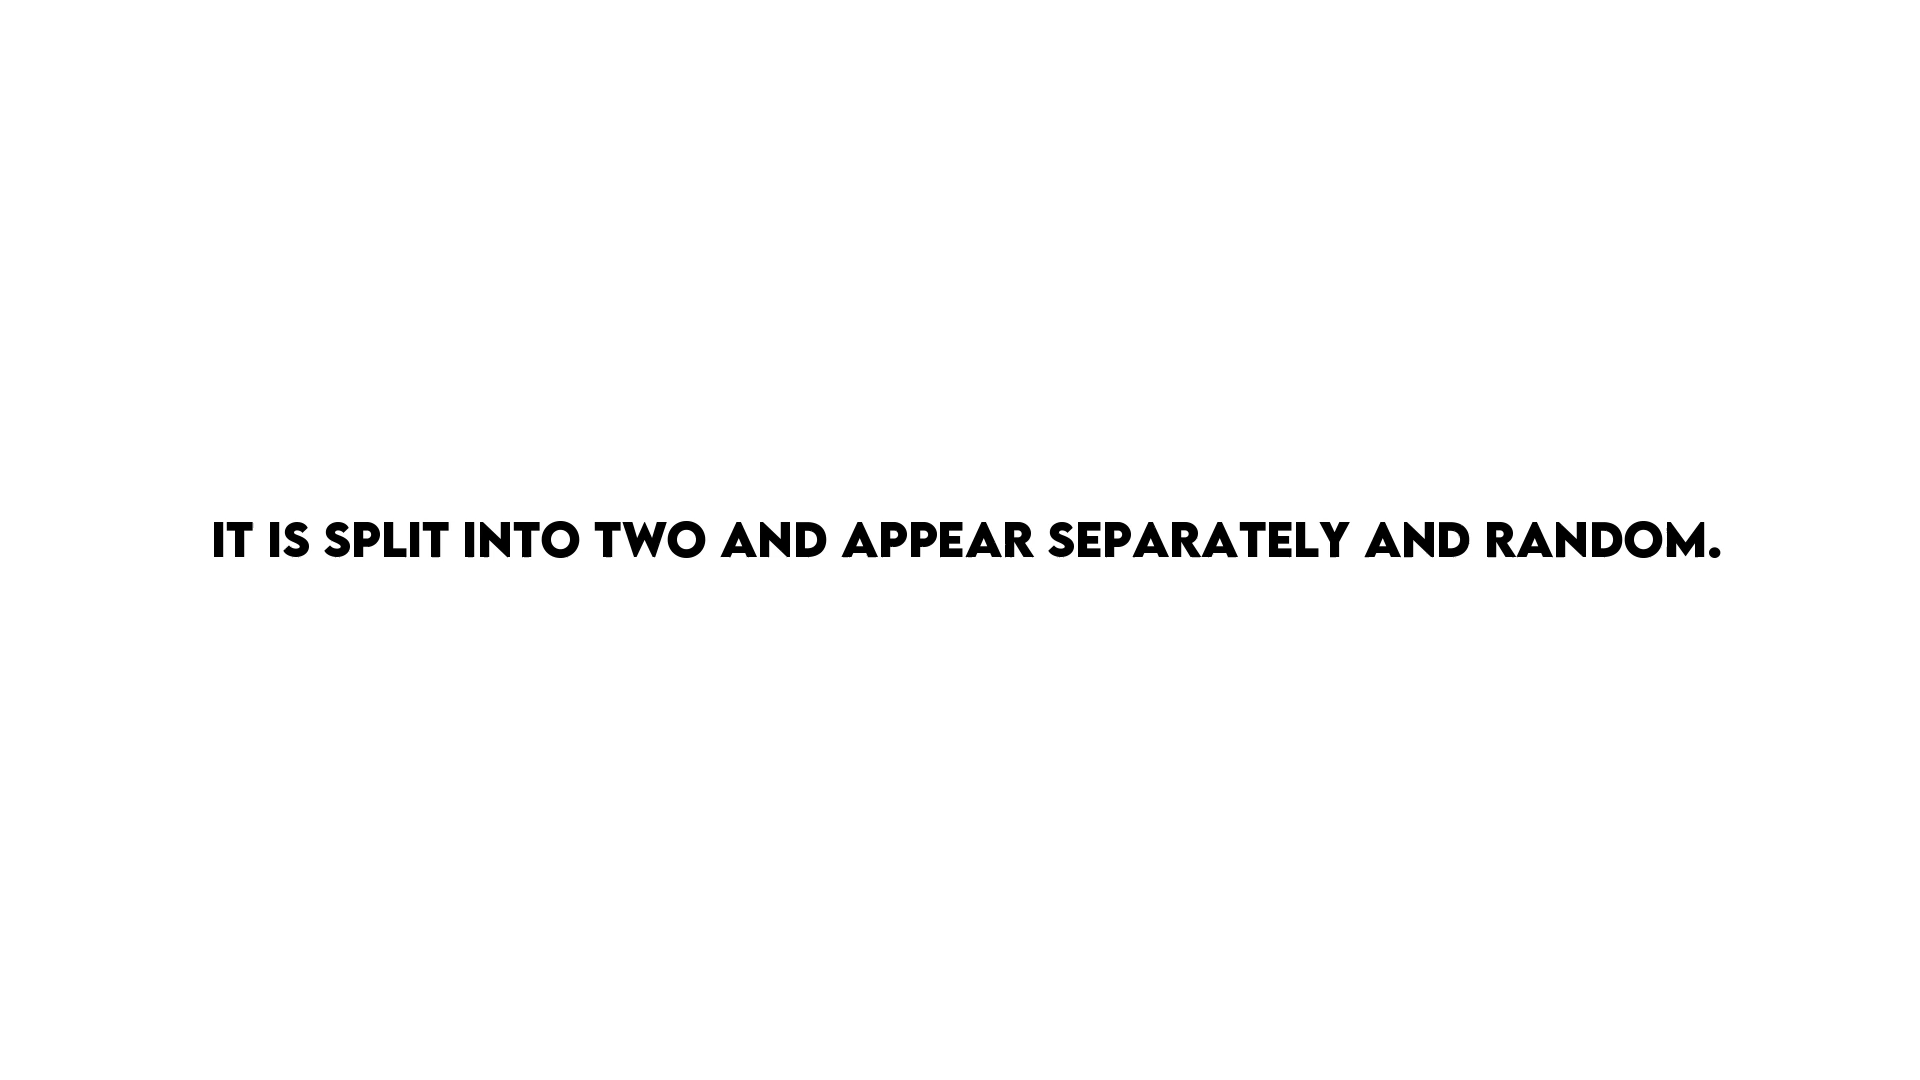 IT IS SPLIT INTO TWO AND APPEAR SEPARATELY AND RANDOM.